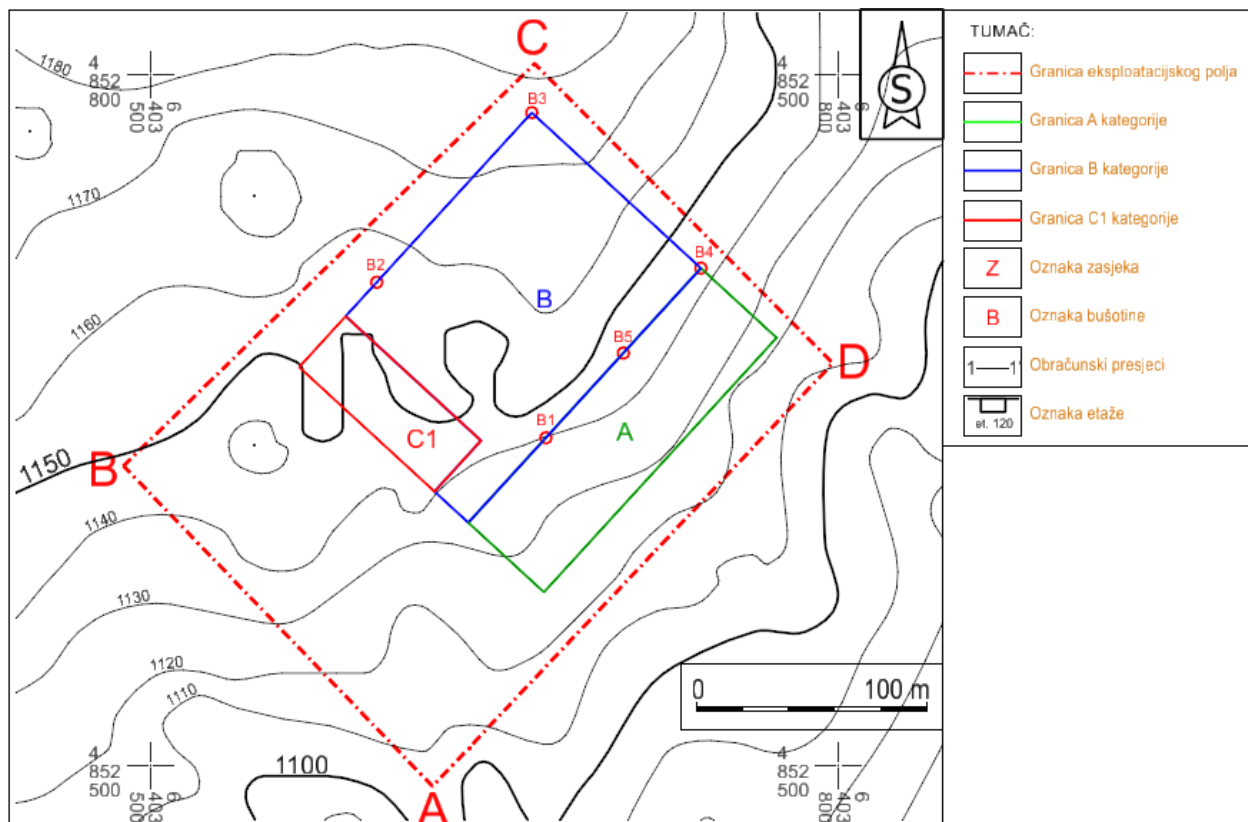 C
1180
4
852
800
6
403
500
B3
4
852
500
6
403
800
S
1170
B2
B4
B
1160
B5
D
B1
A
C1
1150
B
1140
1130
1120
1110
0 100 m
4
852
500
6
403
500
1100
A
4
852
500
6
403
800
TUMAČ:
Granica eksploatacijskog polja
Granica A kategorije
Granica B kategorije
Granica C1 kategorije
Z Oznaka zasjeka
B Oznaka bušotine
1 1' Obračunski presjeci
et. 120 Oznaka etaže